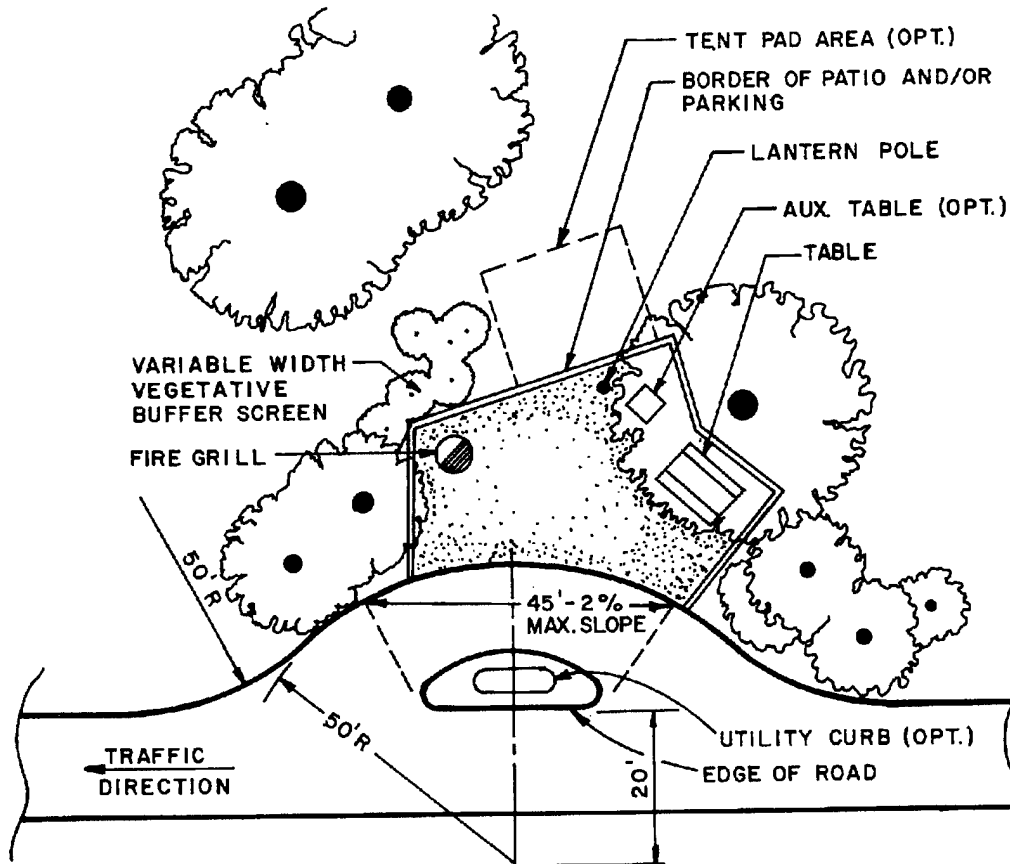 TENT PAD AREA (OPT.)
BORDER OF PATIO AND/OR
PARKING
LANTERN POLE
AUX. TABLE (OPT.)
TABLE
VARIABLE WIDTH
VEGETATIVE
BUFFER SCREEN
FIRE GRILL
50' R
45'-2%
MAX. SLOPE
50'R
20'
UTILITY CURB (OPT.)
EDGE OF ROAD
TRAFFIC
DIRECTION